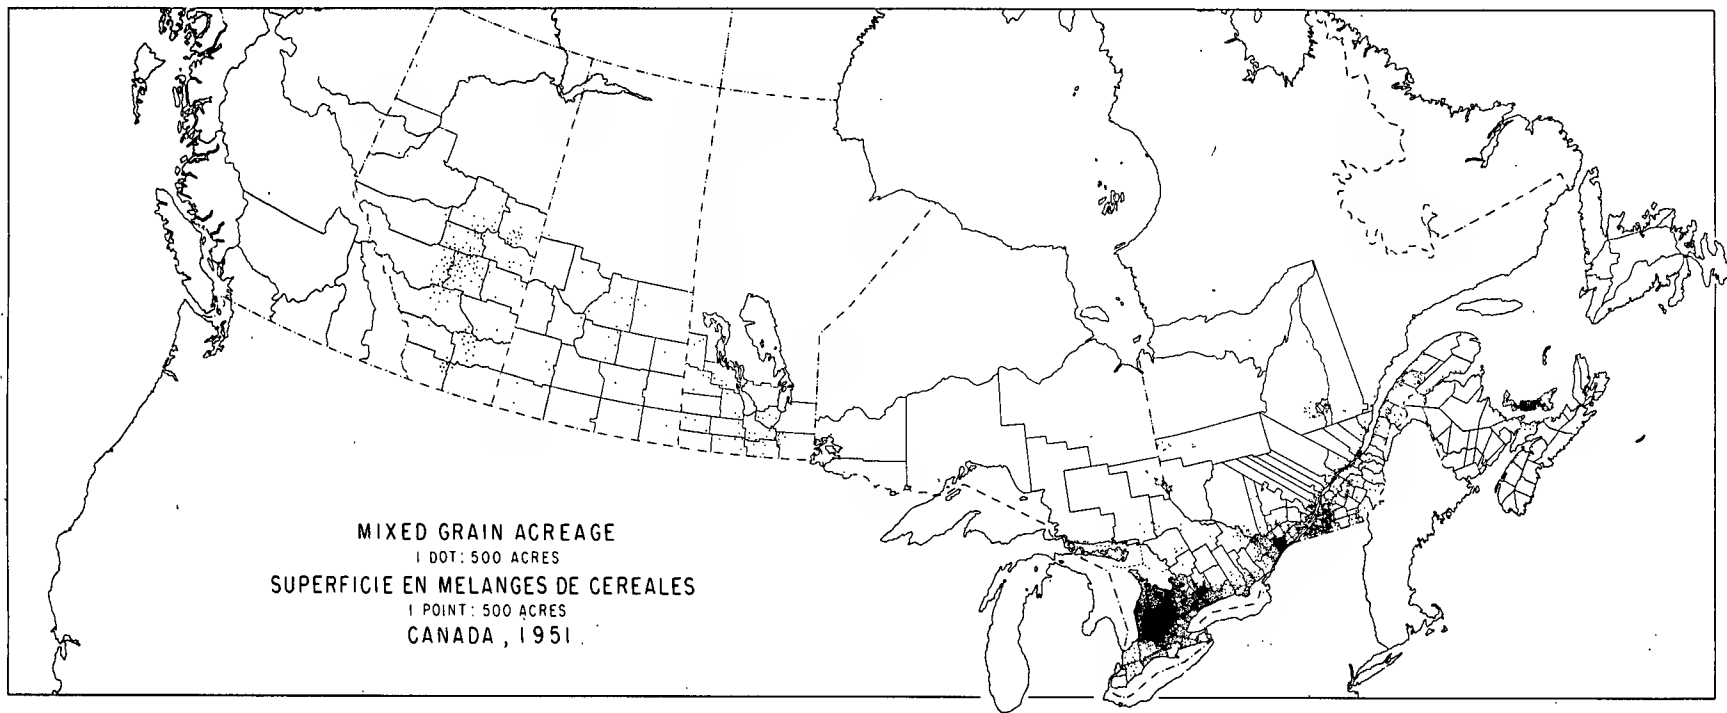 MIXED GRAIN ACREAGE
1 DOT: 500 ACRES
SUPERFICIE EN MELANGES DE CEREALES
1 POINT: 500 ACRES
CANADA, 1951.